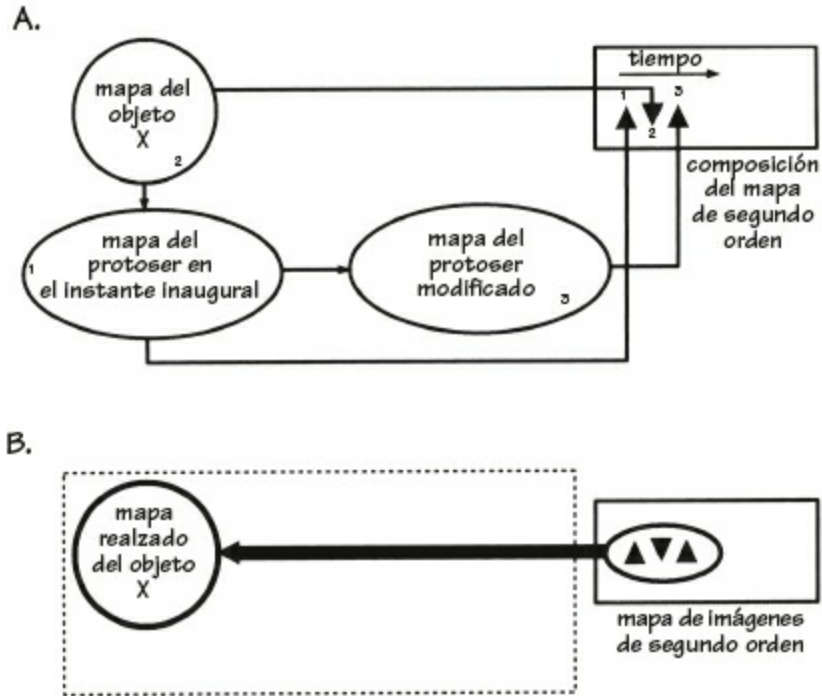 A.
mapa del
objeto
X
2
tiempo
1
3
2
composición
del mapa
de segundo
orden
mapa del
protoser en
1
el instante inaugural
mapa del
protoser
modificado
3
B.
mapa
realzado
del objeto
X
mapa de imágenes
de segundo orden